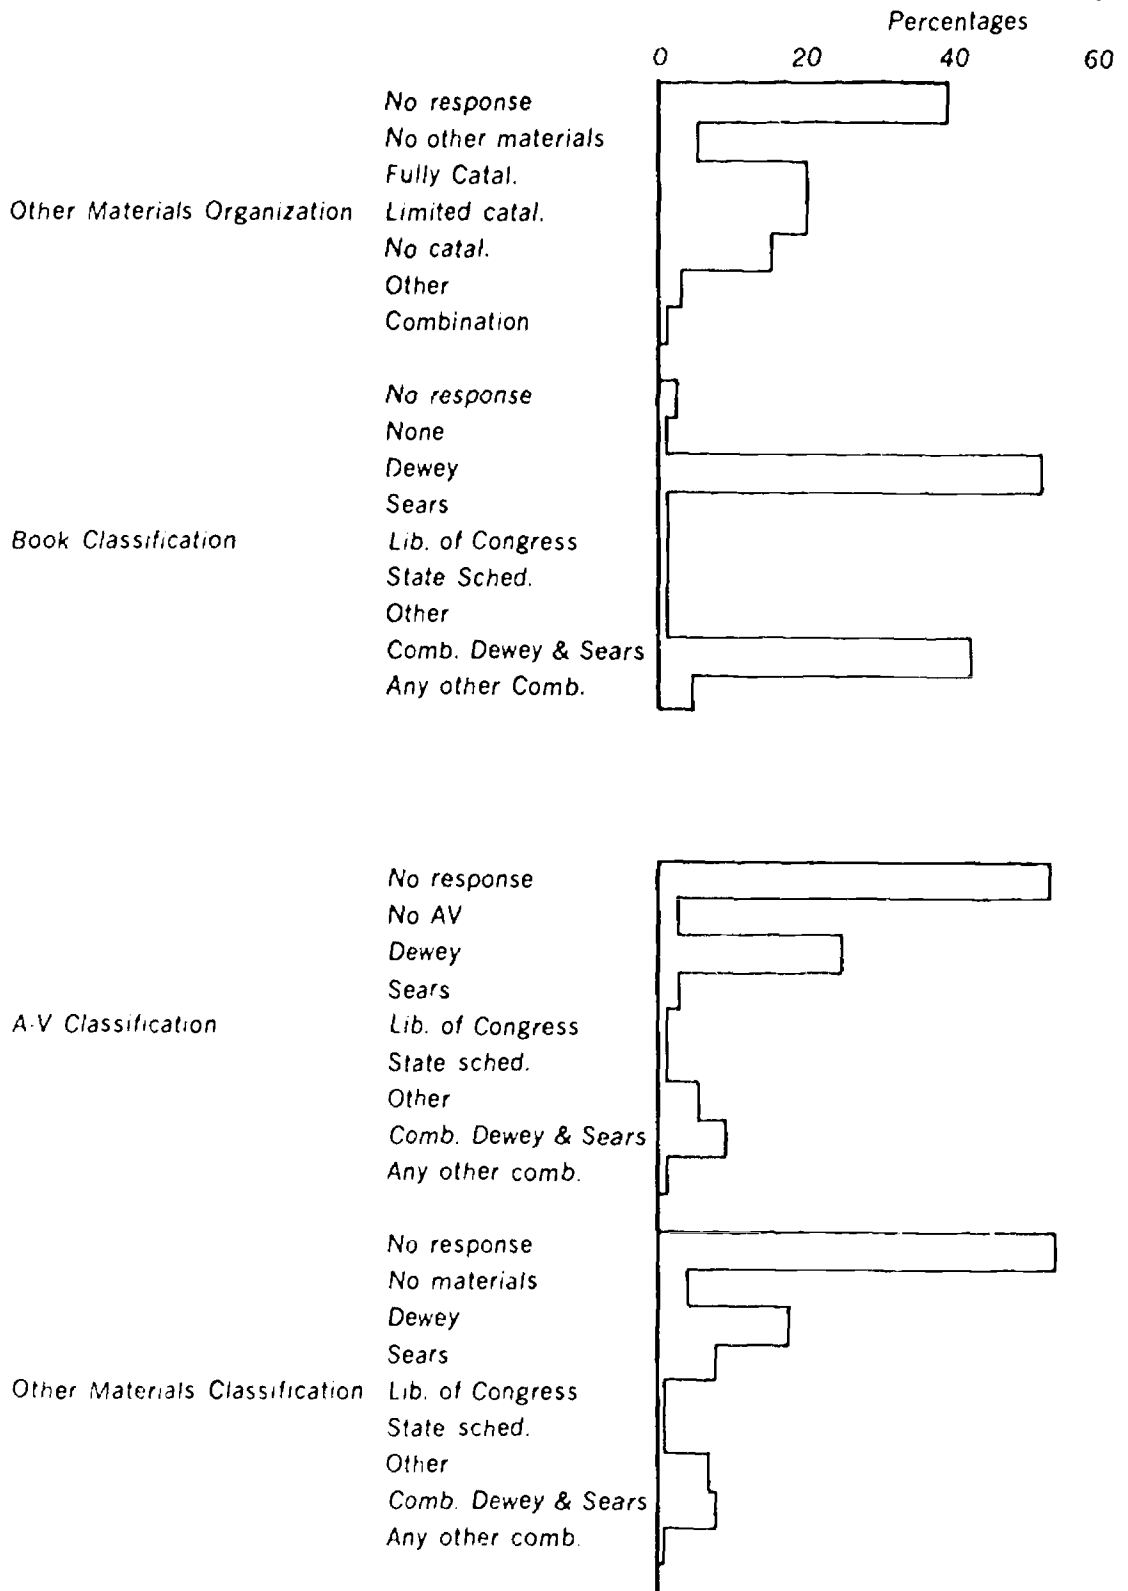 Percentages
0 20 40 60
No response
No other materials
Fully Catal.
Other Materials Organization Limited catal.
No catal.
Other
Combination
No response
None
Dewey
Sears
Book Classification Lib. of Congress
State Sched.
Other
Comb. Dewey & Sears
Any other Comb.
No response
No AV
Dewey
Sears
A-V Classification Lib. of Congress
State sched.
Other
Comb. Dewey & Sears
Any other comb.
No response
No materials
Dewey
Sears
Other Materials Classification Lib. of Congress
State sched.
Other
Comb. Dewey & Sears
Any other comb.